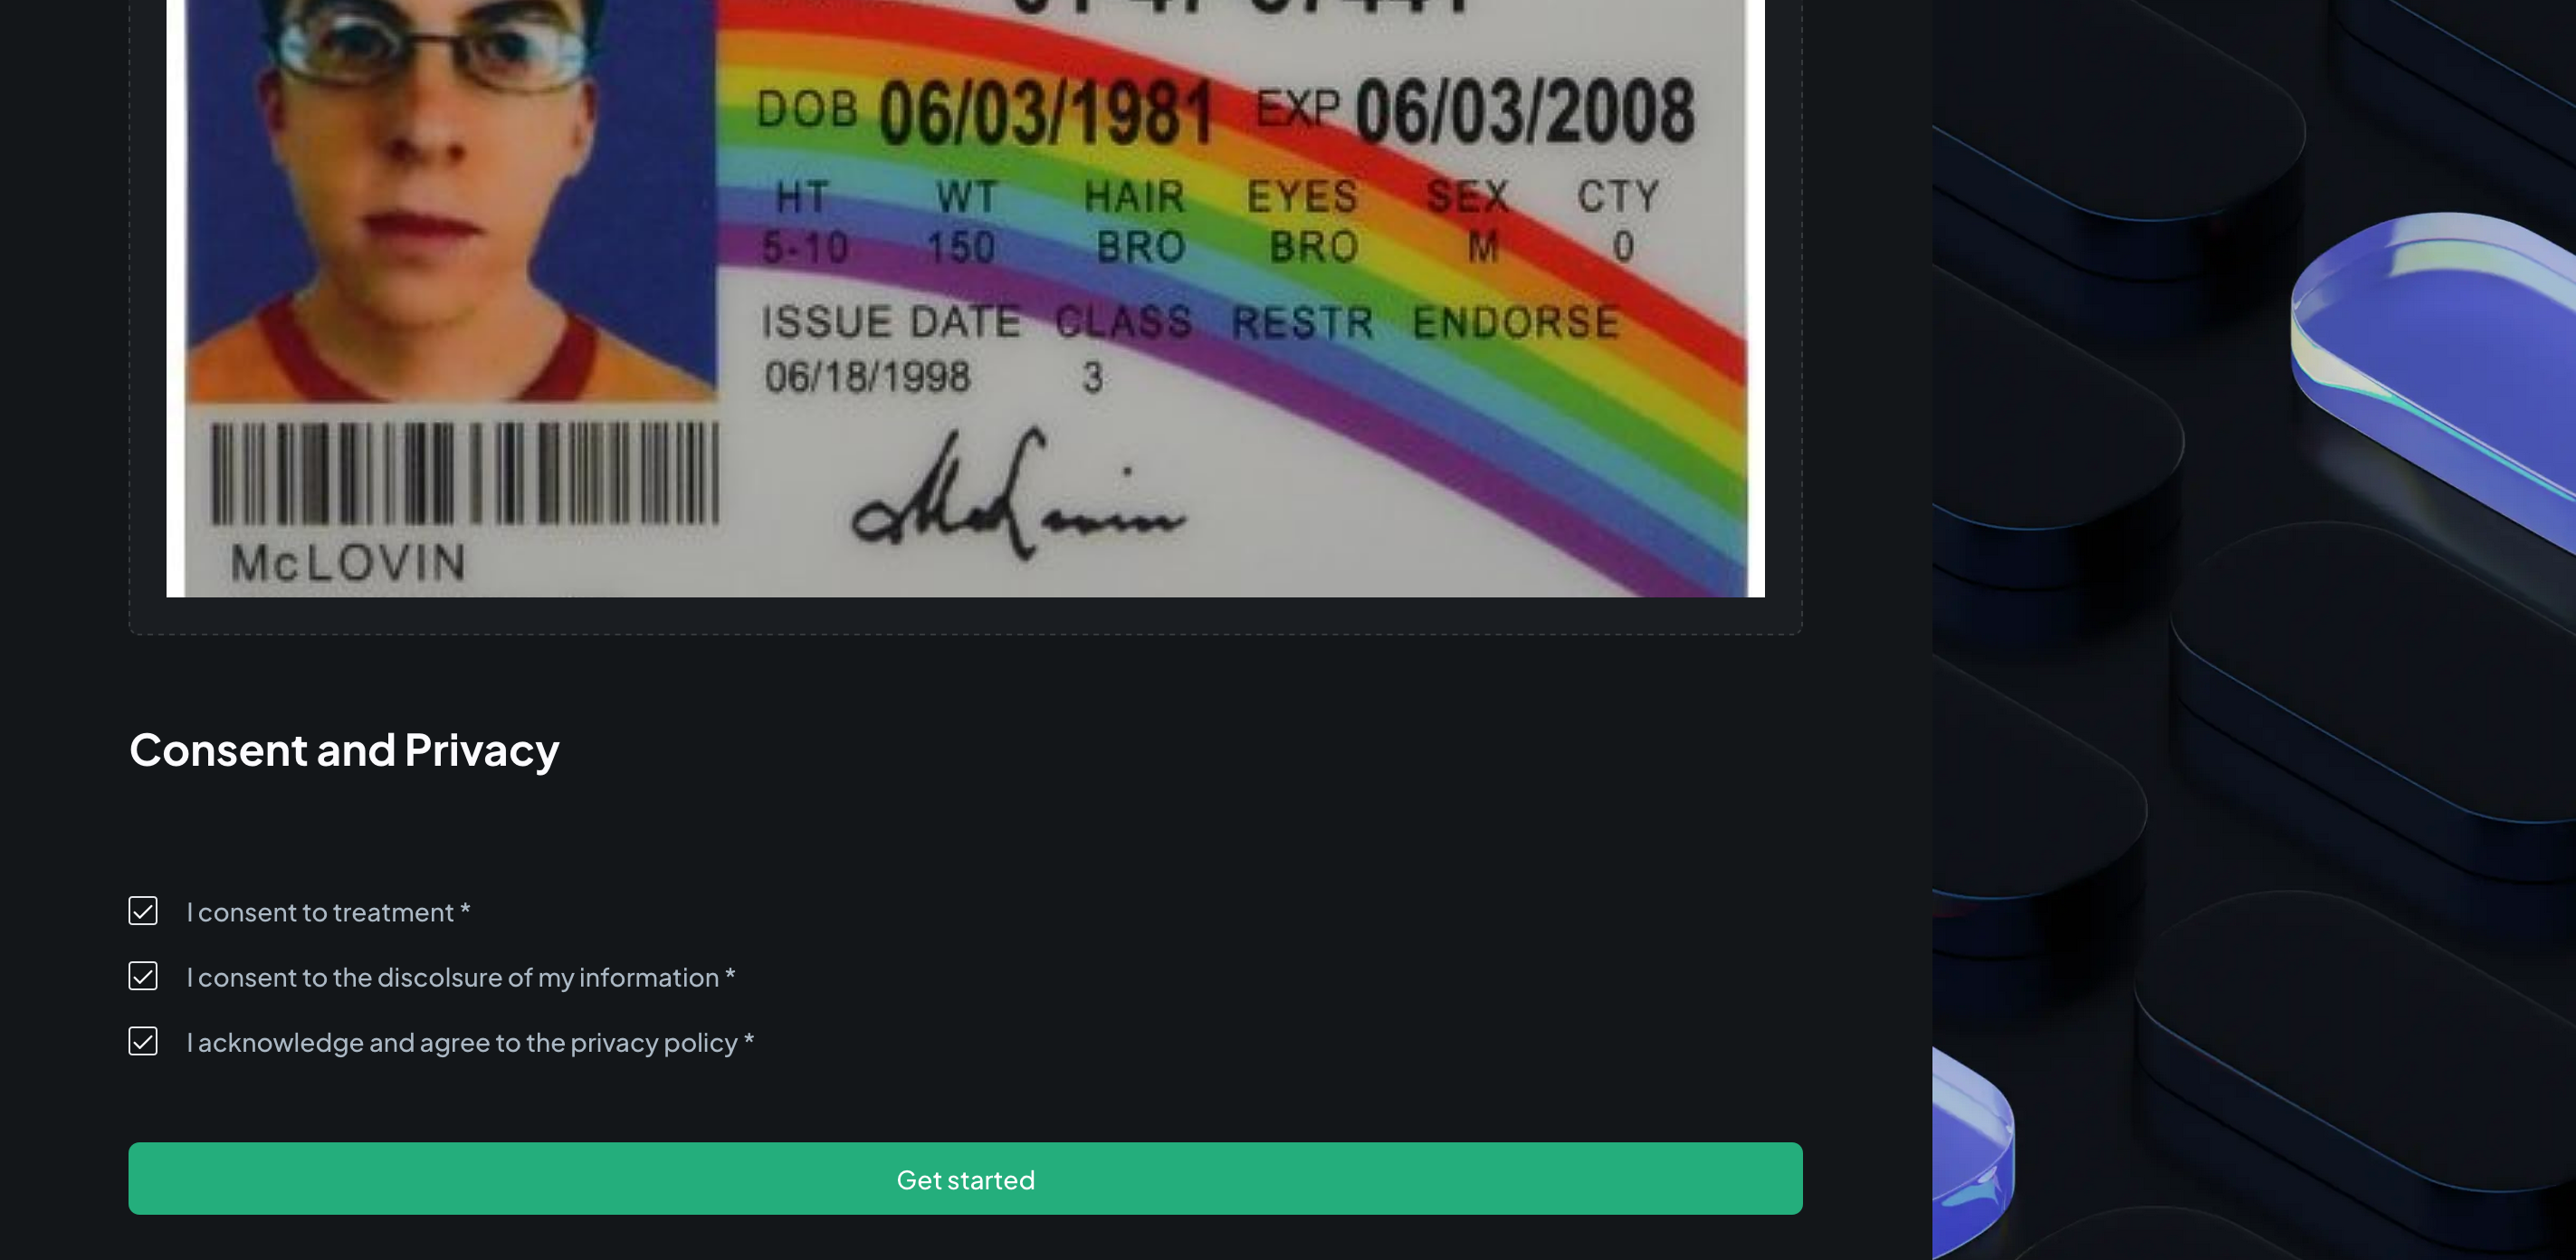 DOB 06/03/1981 EXP 06/03/2008
HT WT HAIR EYES SEX CTY
5-10 150 BRO BRO M 0
ISSUE DATE CLASS RESTR ENDORSE
06/18/1998 3
McLOVIN
Consent and Privacy
I consent to treatment *
I consent to the discolsure of my information *
I acknowledge and agree to the privacy policy *
Get started